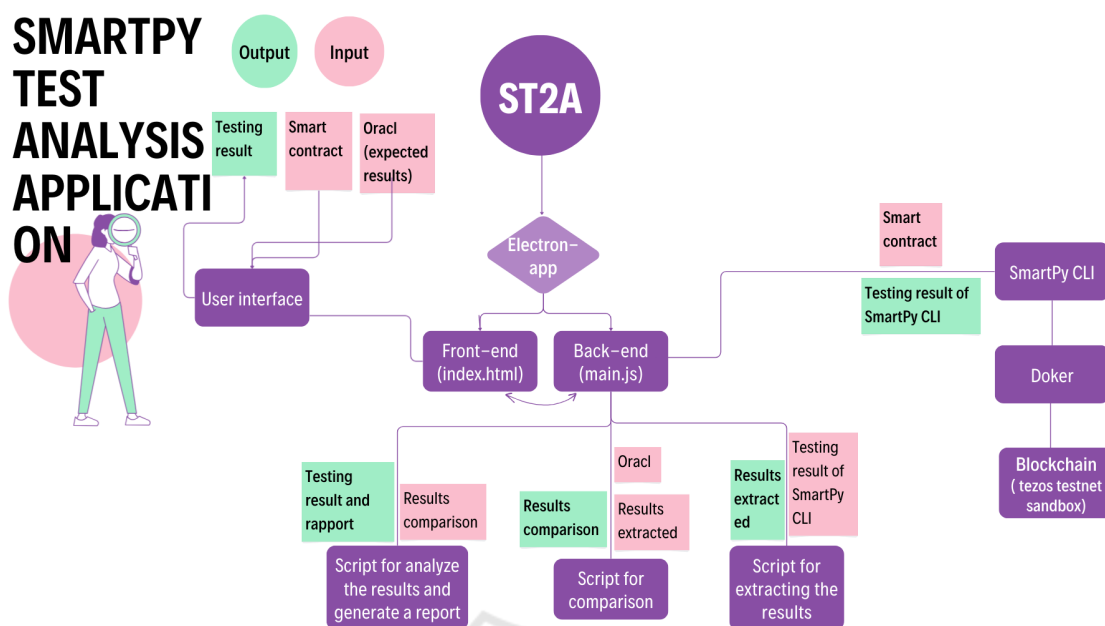 SMARTPY
TEST
ANALYSIS
APPLICATI
ON
Output
Input
ST2A
Testing
result
Smart
contract
Oracl
(expected
results)
Electron-
app
User interface
Front-end
(index.html)
Back-end
(main.js)
Smart
contract
Testing result of
SmartPy CLI
SmartPy CLI
Doker
Blockchain
( tezos testnet
sandbox)
Testing
result and
rapport
Results
comparison
Results
comparison
Oracl
Results
extracted
Results
extract
ed
Testing
result of
SmartPy
CLI
Script for analyze
the results and
generate a report
Script for
comparison
Script for
extracting the
results